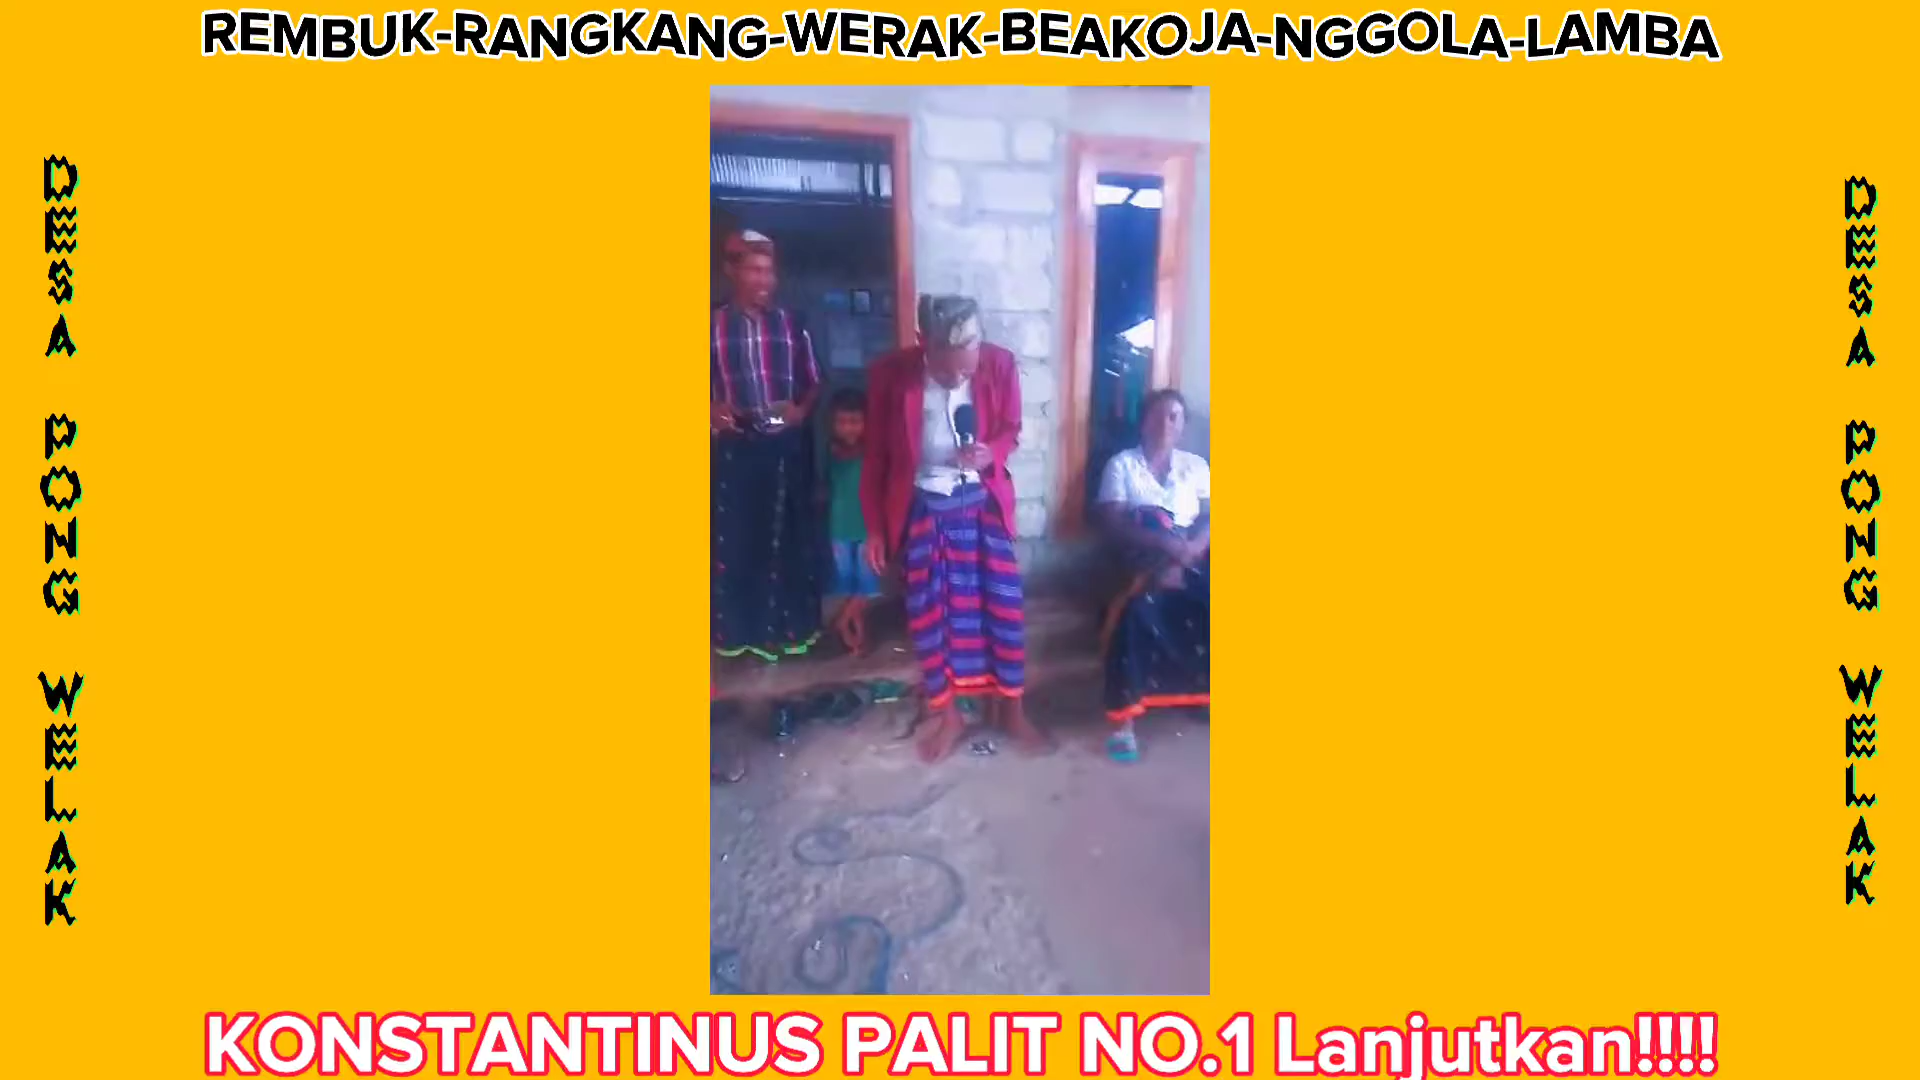 REMBUK-RANGKANG-WERAK-BEAKOJA-NGGOLA-LAMBA
DESA PONG WELAK
DESA PONG WELAK
KONSTANTINUS PALIT NO.1 Lanjutkan!!!!